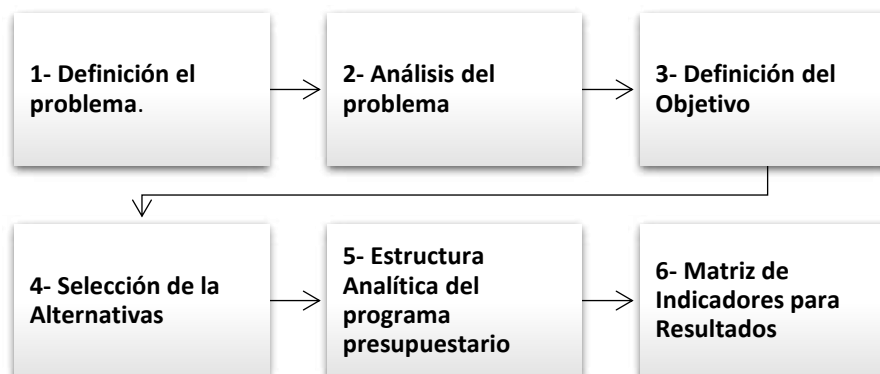 1- Definición el
problema.
2- Análisis del
problema
3- Definición del
Objetivo
4- Selección de la
Alternativas
5- Estructura
Analítica del
programa
presupuestario
6- Matriz de
Indicadores para
Resultados